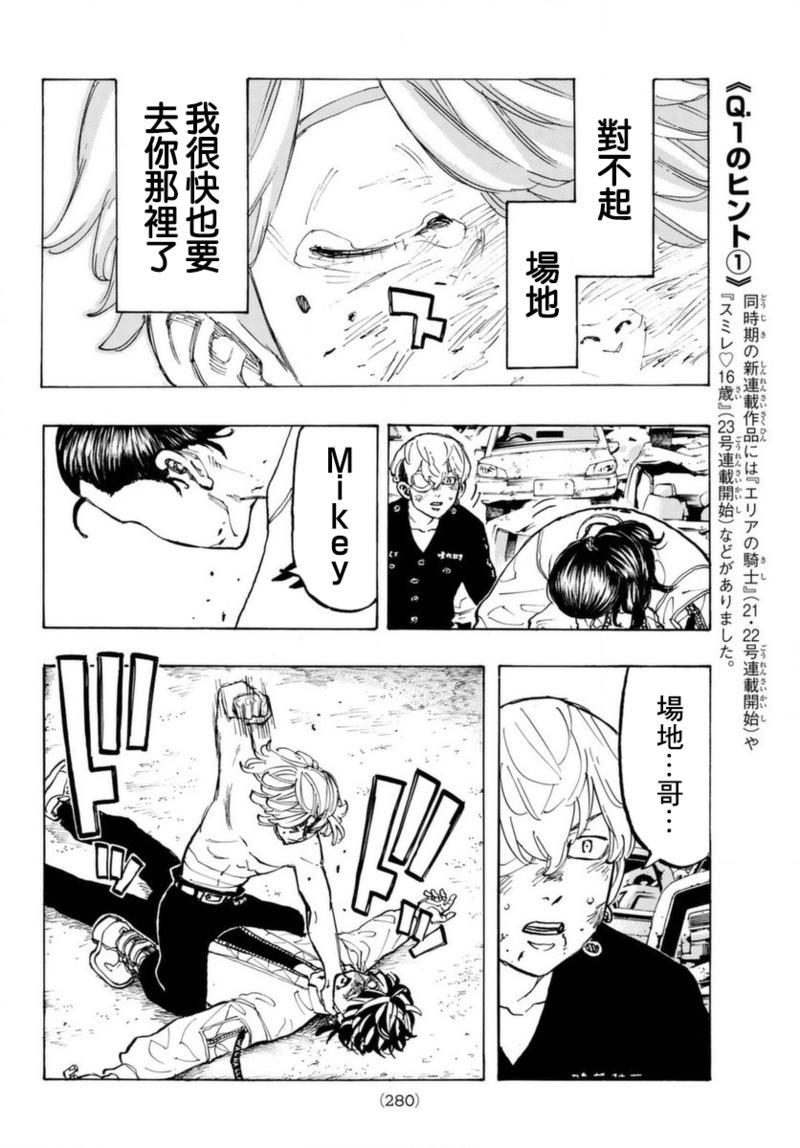 《Q.1のヒント①》
同時期の新連載作品には『エリアの騎士』（21・22号連載開始）や
『スミレ♡16歳』（23号連載開始）などがありました。
對不起
場地
我很快也要
去你那裡了
Mikey
場地…哥…
(280)